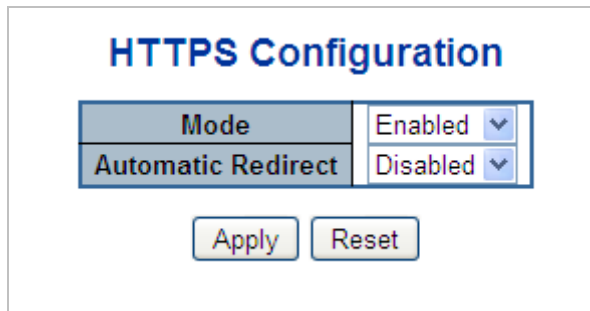 HTTPS Configuration
Mode Enabled
Automatic Redirect Disabled
Apply Reset